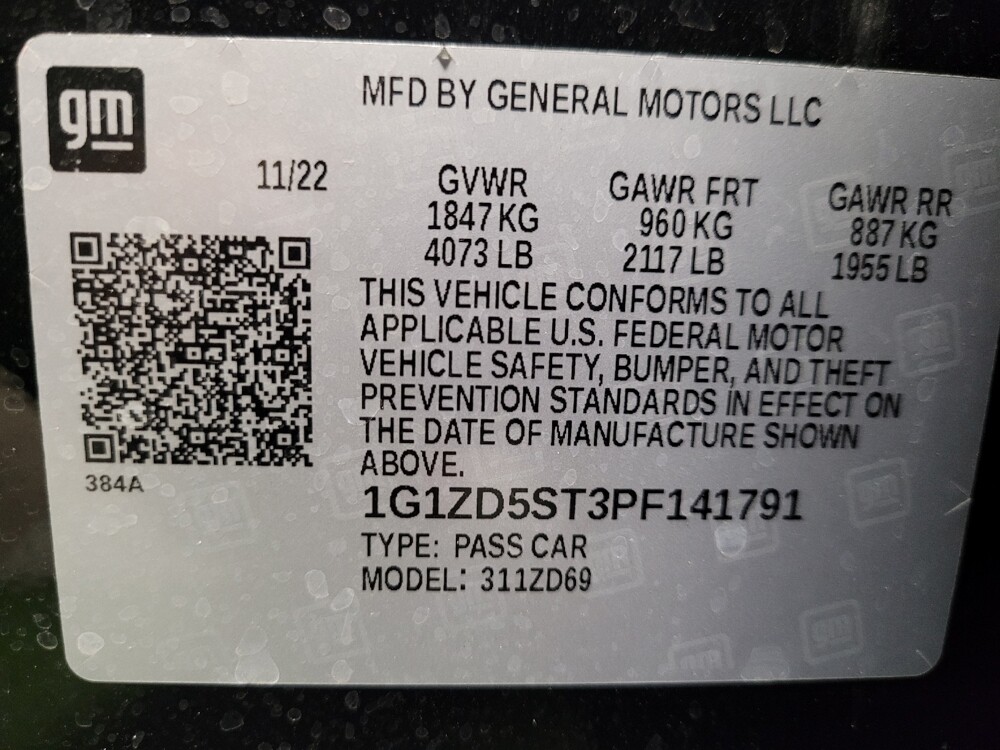 gm
MFD BY GENERAL MOTORS LLC
11/22
GVWR GAWR FRT GAWR RR
1847 KG 960 KG 887 KG
4073 LB 2117 LB 1955 LB
THIS VEHICLE CONFORMS TO ALL
APPLICABLE U.S. FEDERAL MOTOR
VEHICLE SAFETY, BUMPER, AND THEFT
PREVENTION STANDARDS IN EFFECT ON
THE DATE OF MANUFACTURE SHOWN
ABOVE.
384A
1G1ZD5ST3PF141791
TYPE: PASS CAR
MODEL: 311ZD69